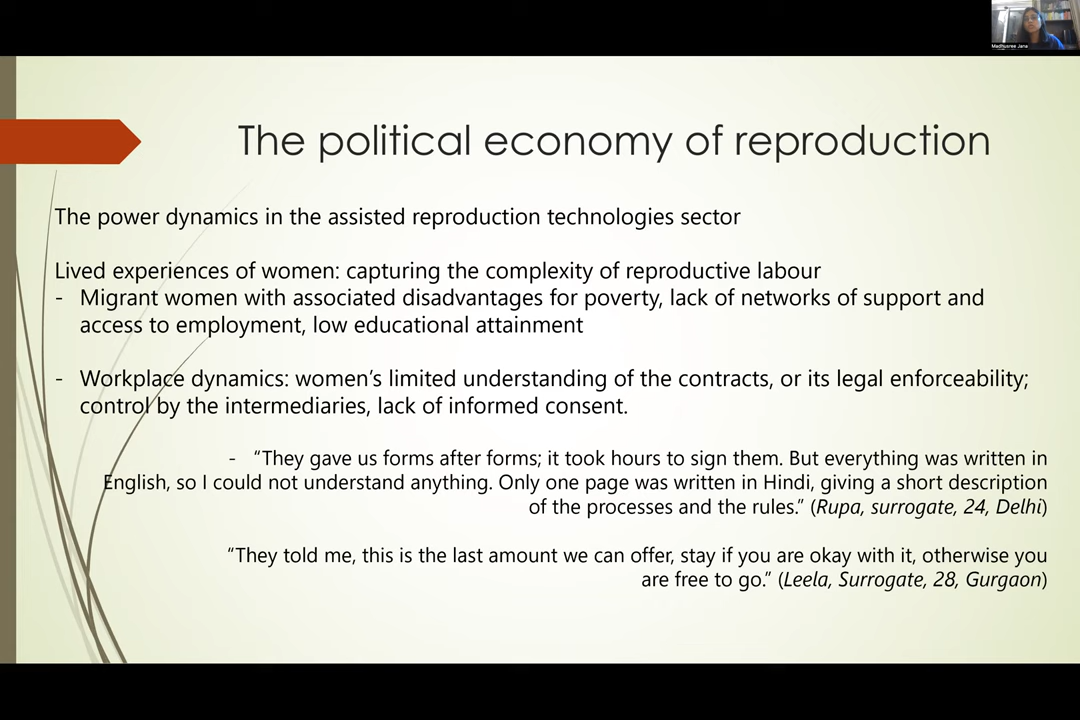 Madhusree Jana
The political economy of reproduction
The power dynamics in the assisted reproduction technologies sector
Lived experiences of women: capturing the complexity of reproductive labour
- Migrant women with associated disadvantages for poverty, lack of networks of support and
access to employment, low educational attainment
- Workplace dynamics: women’s limited understanding of the contracts, or its legal enforceability;
control by the intermediaries, lack of informed consent.
- “They gave us forms after forms; it took hours to sign them. But everything was written in
English, so I could not understand anything. Only one page was written in Hindi, giving a short description
of the processes and the rules.” (Rupa, surrogate, 24, Delhi)
“They told me, this is the last amount we can offer, stay if you are okay with it, otherwise you
are free to go.” (Leela, Surrogate, 28, Gurgaon)